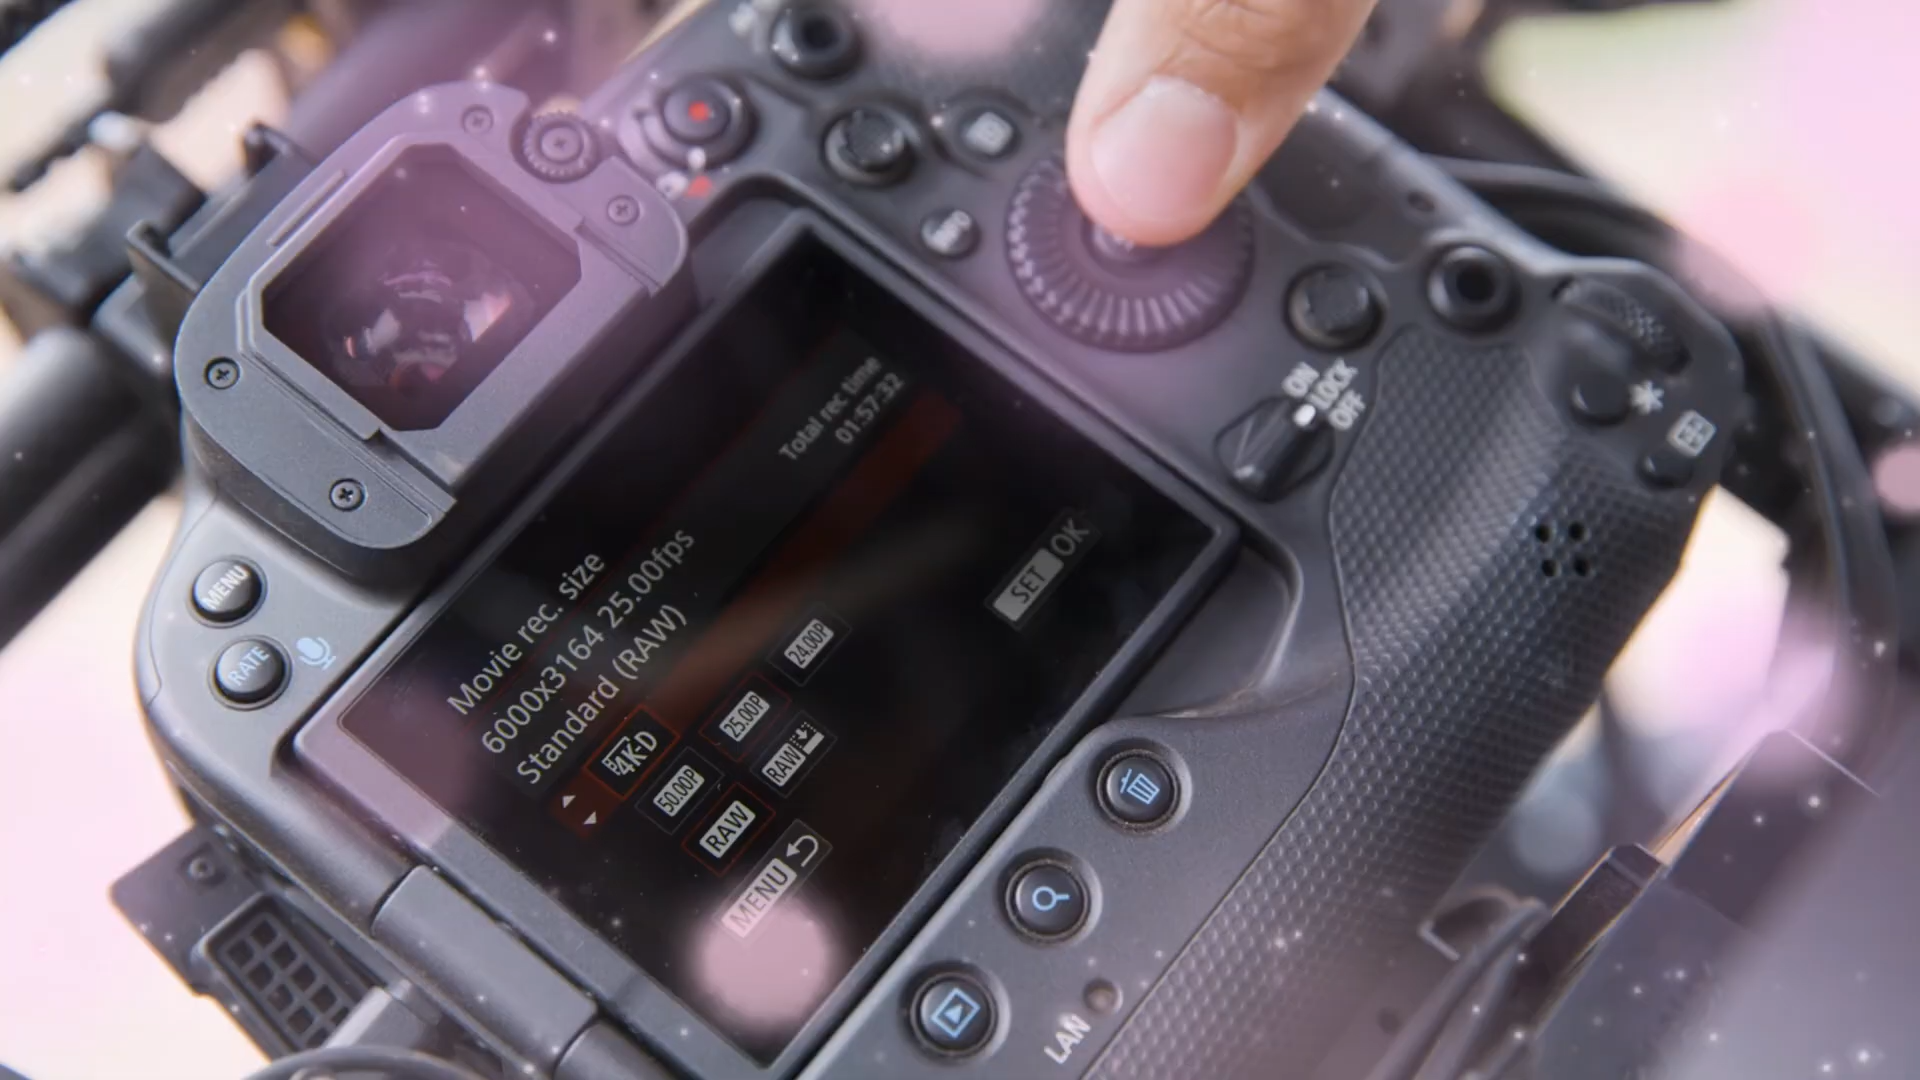 INFO
ON
LOCK
OFF
MENU
RATE
Total rec time
01:57:32
Movie rec. size
6000x3164 25.00fps
Standard (RAW)
4K-D
50.00P
25.00P
24.00P
RAW
RAW
MENU
SET OK
LAN